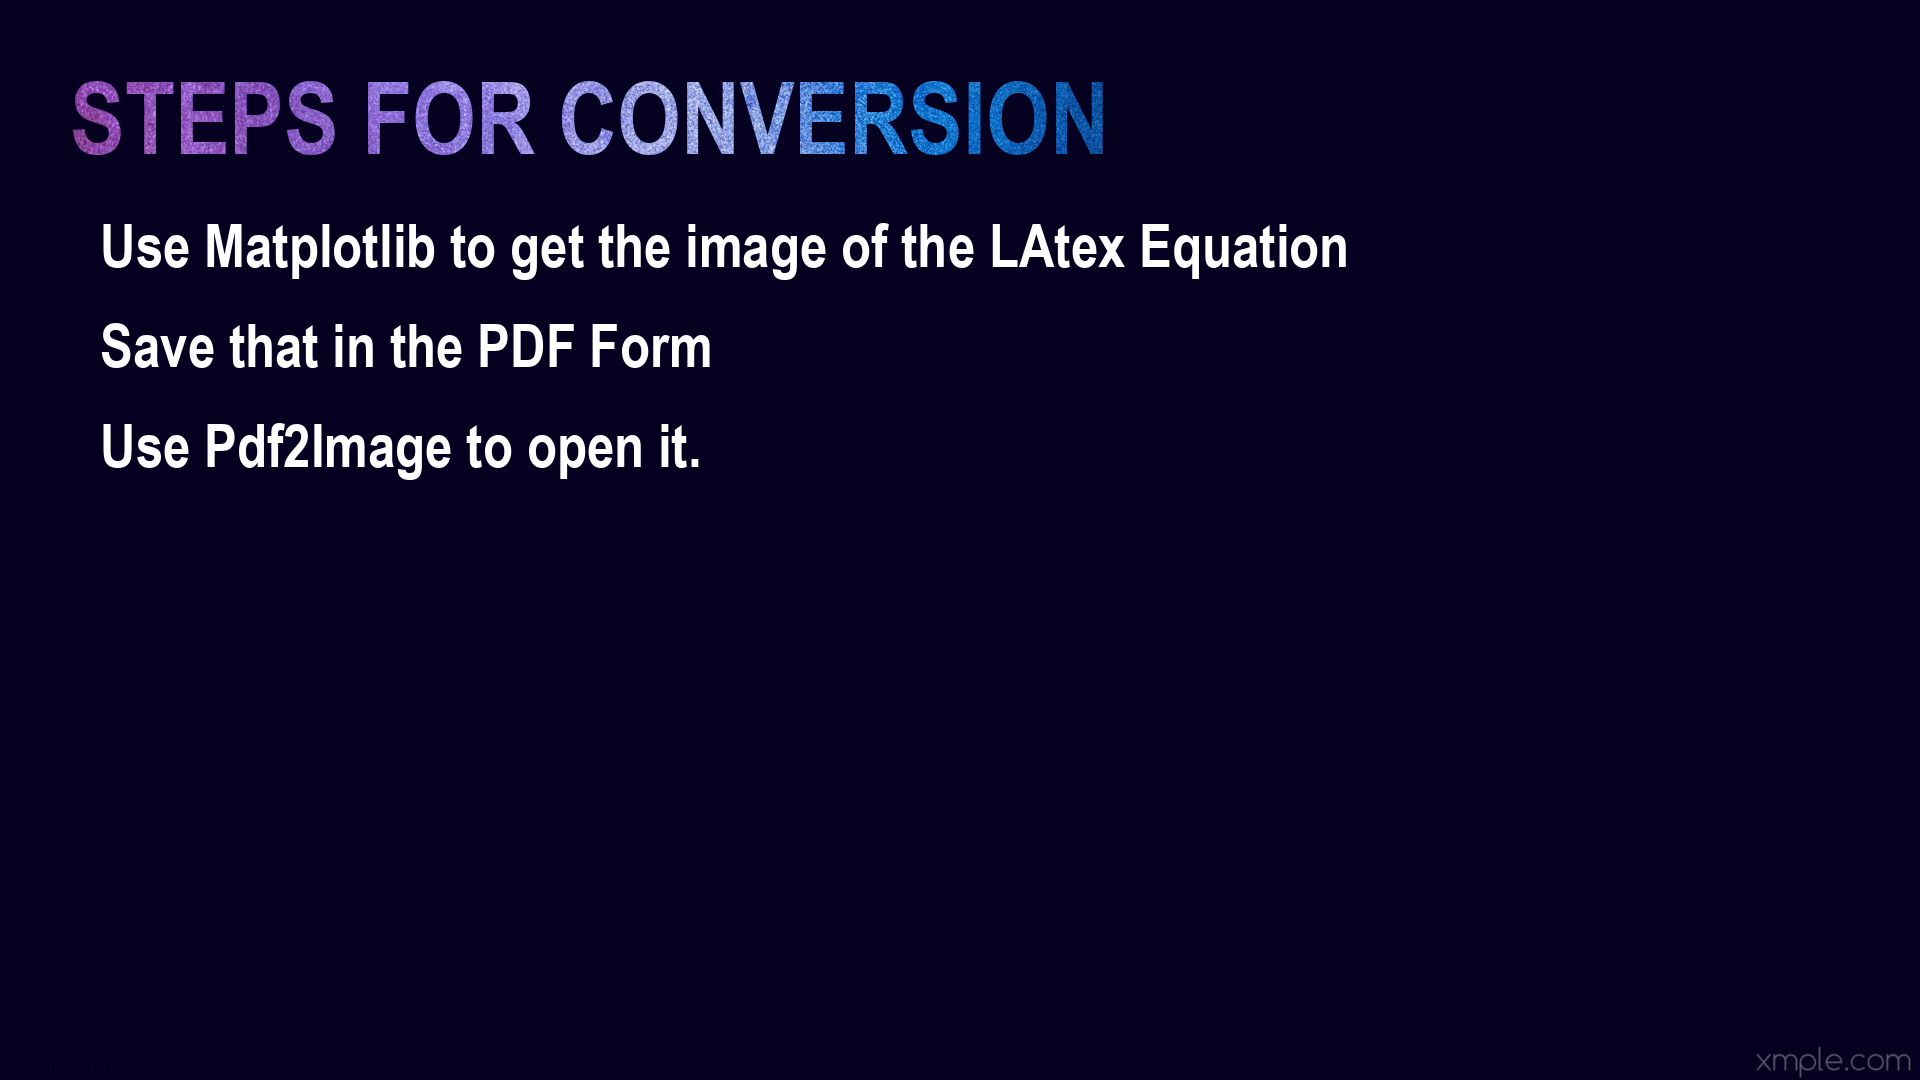 STEPS FOR CONVERSION
Use Matplotlib to get the image of the LAtex Equation
Save that in the PDF Form
Use Pdf2Image to open it.
xmple.com